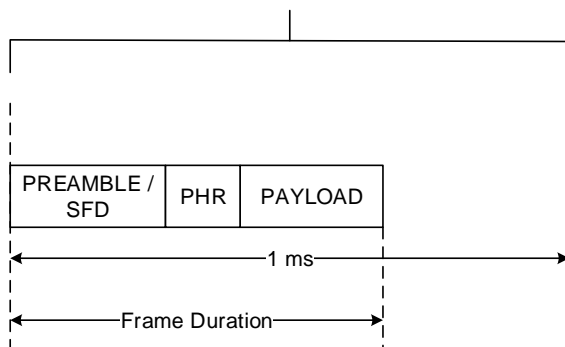 PREAMBLE /
SFD
PHR
PAYLOAD
1 ms
Frame Duration